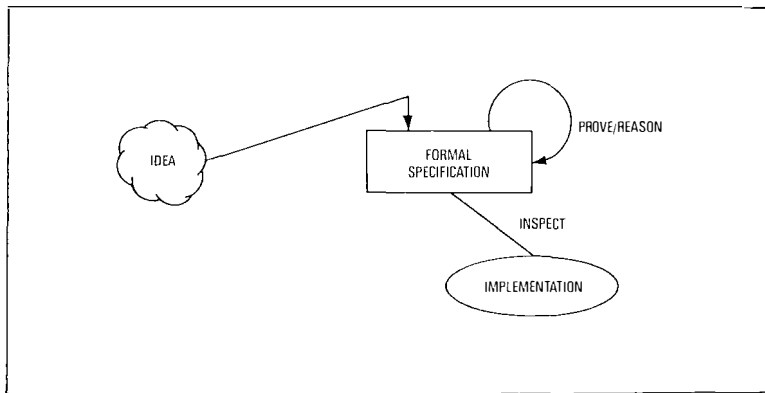 IDEA
PROVE/REASON
FORMAL
SPECIFICATION
INSPECT
IMPLEMENTATION